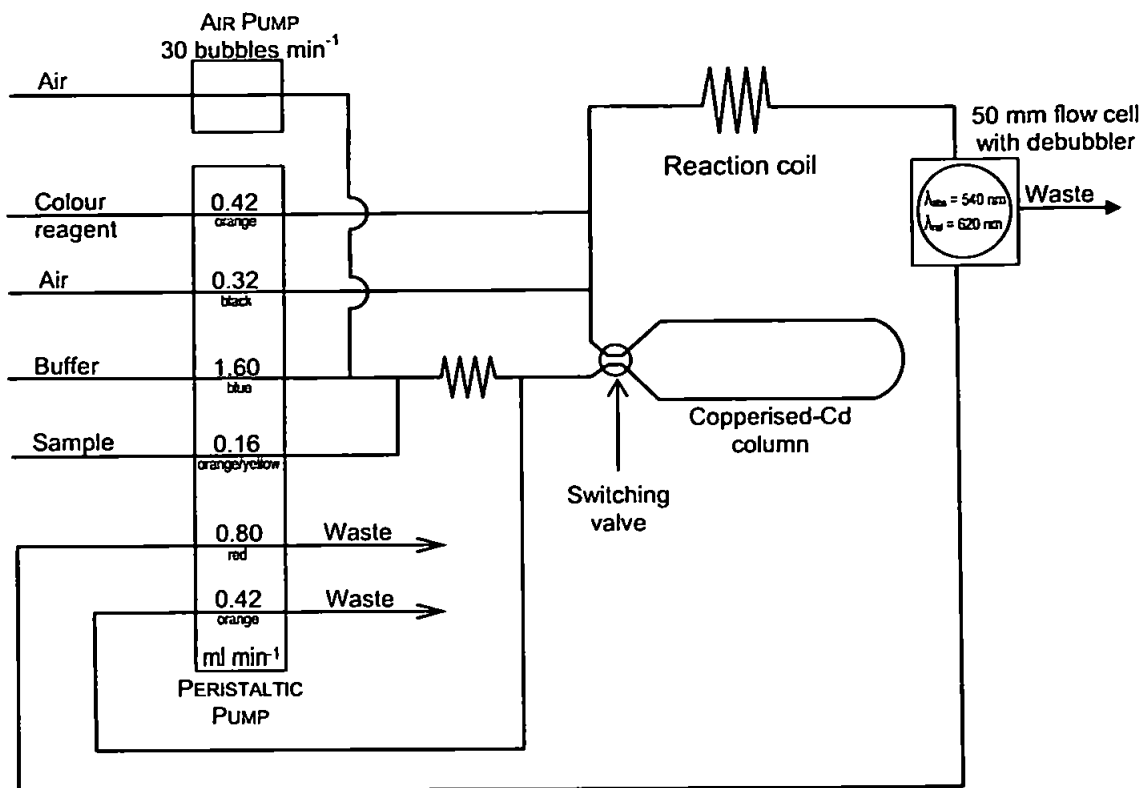 AIR PUMP
30 bubbles min-1
Air
Colour
reagent
0.42
orange
Air
0.32
black
Buffer
1.60
blue
Sample
0.16
orange/yellow
0.80
red
Waste
0.42
orange
Waste
ml min-1
PERISTALTIC
PUMP
Reaction coil
50 mm flow cell
with debubbler
= 540 nm
= 620 nm
Waste
Copperised-Cd
column
Switching
valve